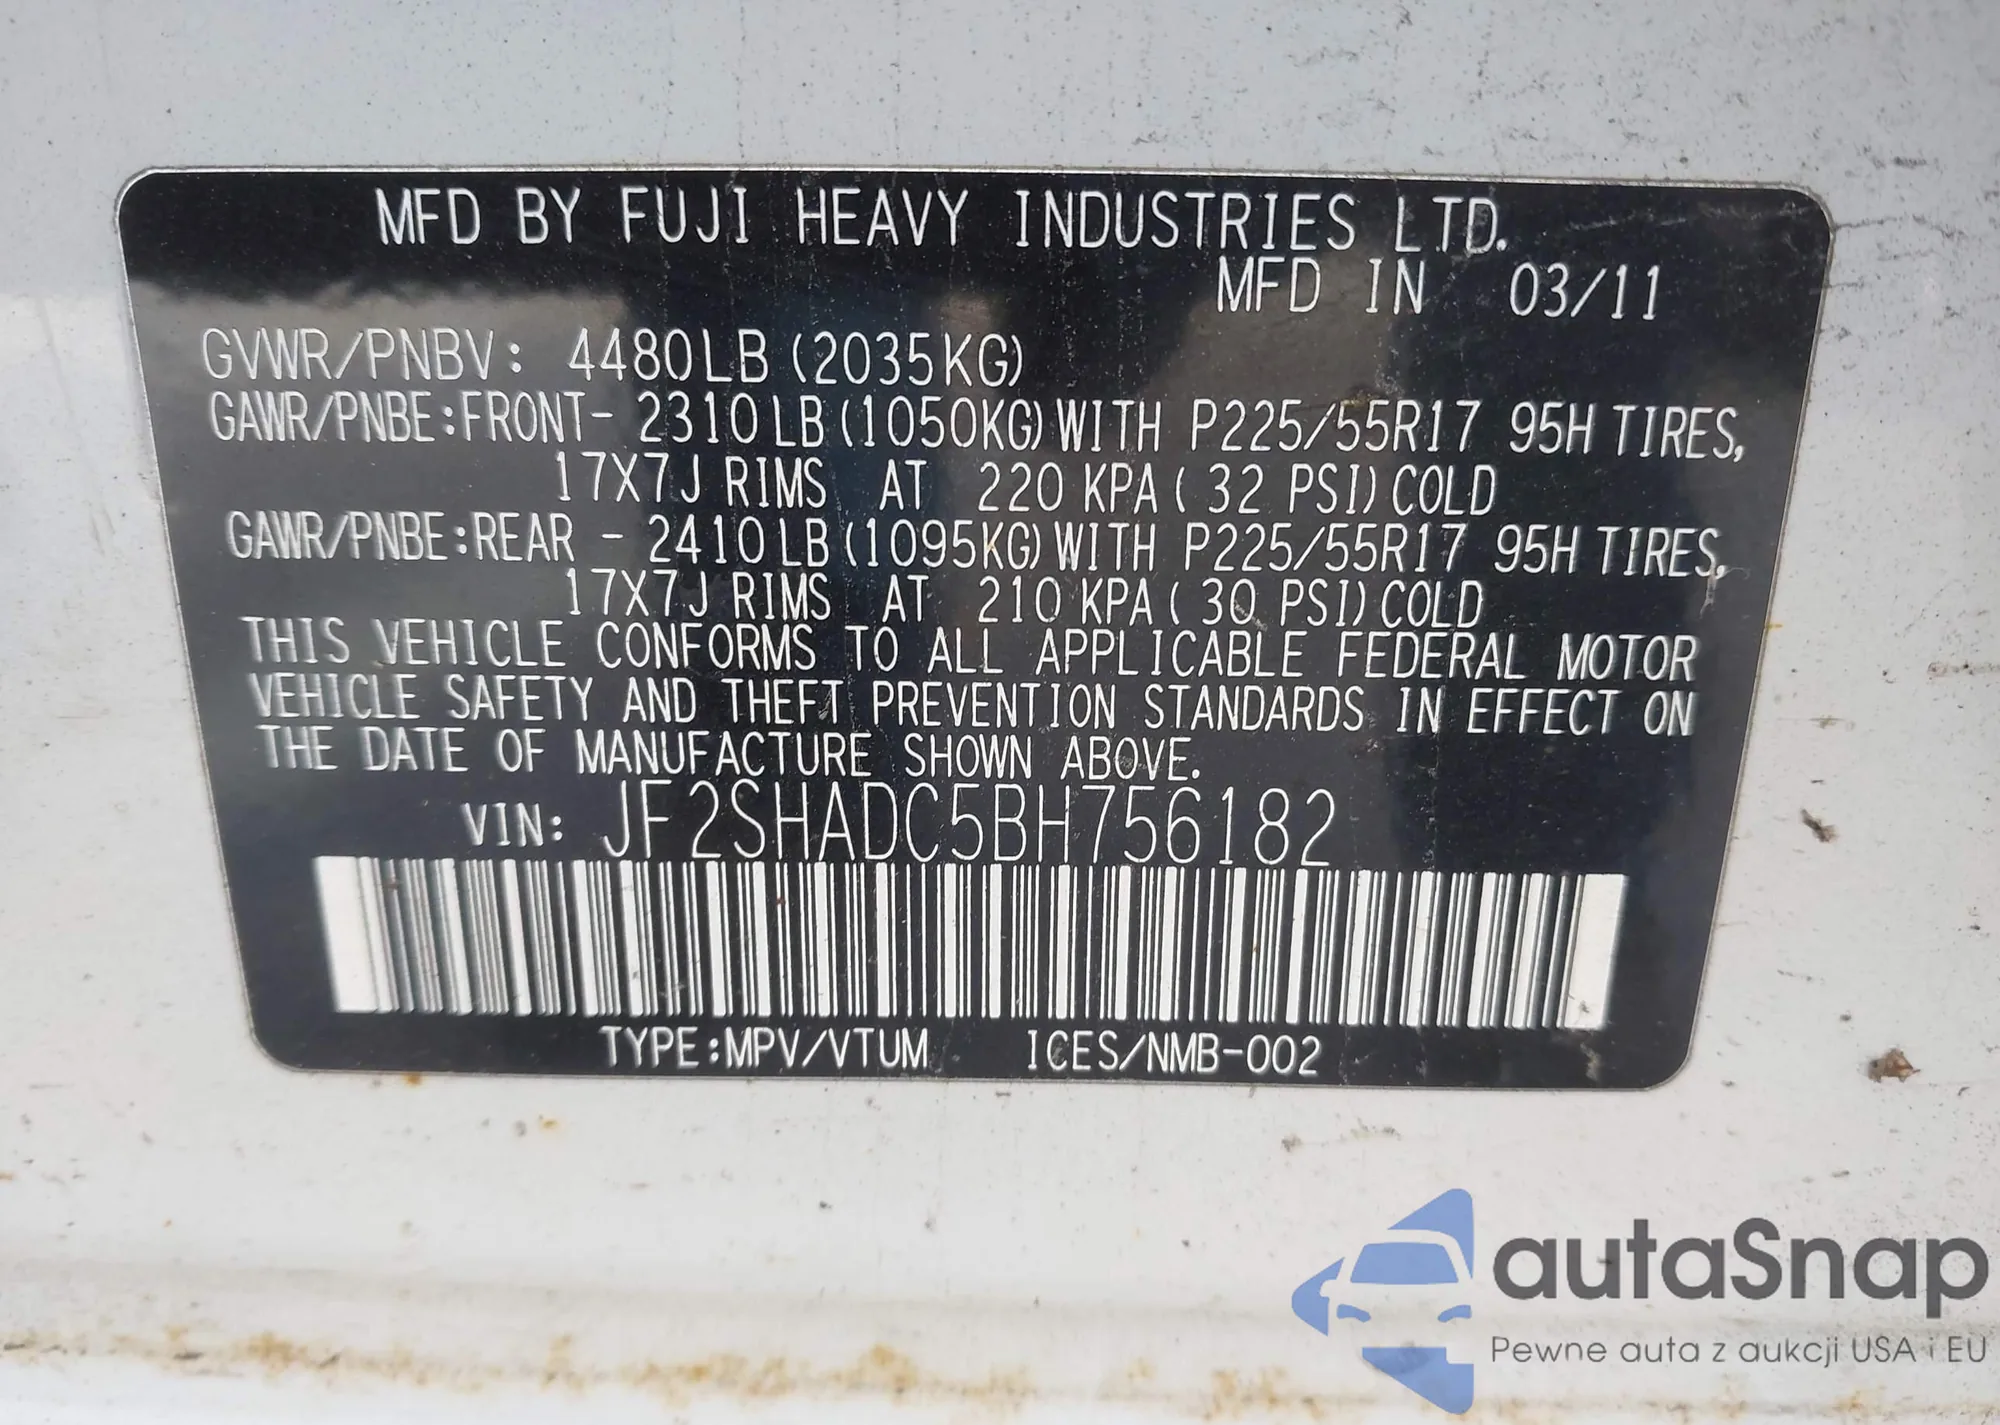 MFD BY FUJI HEAVY INDUSTRIES LTD.
MFD IN 03/11
GVWR/PNBV: 4480LB (2035KG)
GAWR/PNBE:FRONT- 2310LB(1050KG)WITH P225/55R17 95H TIRES,
17X7J RIMS AT 220 KPA( 32 PSI)COLD
GAWR/PNBE:REAR - 2410LB(1095KG)WITH P225/55R17 95H TIRES,
17X7J RIMS AT 210 KPA( 30 PSI)COLD
THIS VEHICLE CONFORMS TO ALL APPLICABLE FEDERAL MOTOR
VEHICLE SAFETY AND THEFT PREVENTION STANDARDS IN EFFECT ON
THE DATE OF MANUFACTURE SHOWN ABOVE.
VIN: JF2SHADC5BH756182
TYPE:MPV/VTUM ICES/NMB-002
autaSnap
Pewne auta z aukcji USA i EU